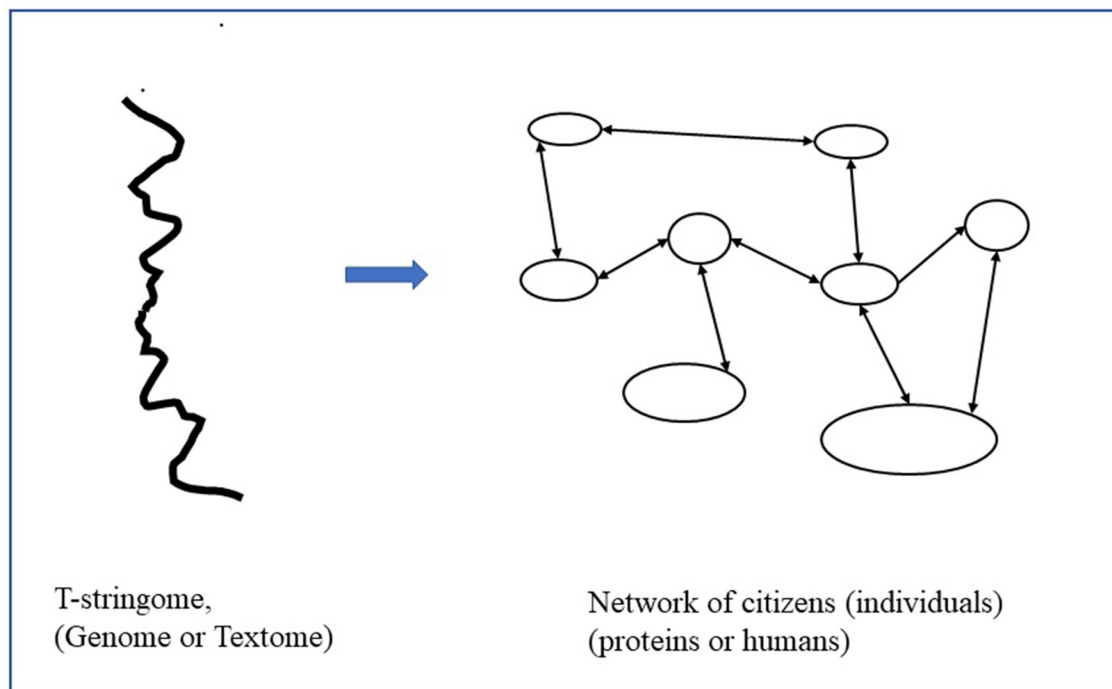 T-stringome,
(Genome or Textome)
Network of citizens (individuals)
(proteins or humans)